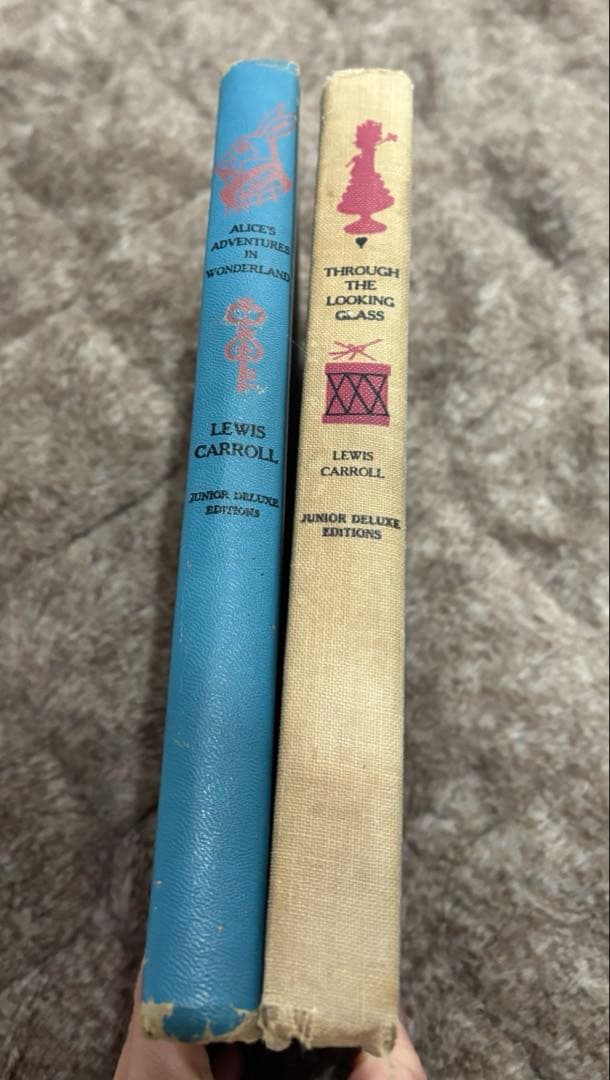 ALICE'S
ADVENTURES
IN
WONDERLAND
LEWIS
CARROLL
JUNIOR DELUXE
EDITIONS
THROUGH
THE
LOOKING
GLASS
LEWIS
CARROLL
JUNIOR DELUXE
EDITIONS